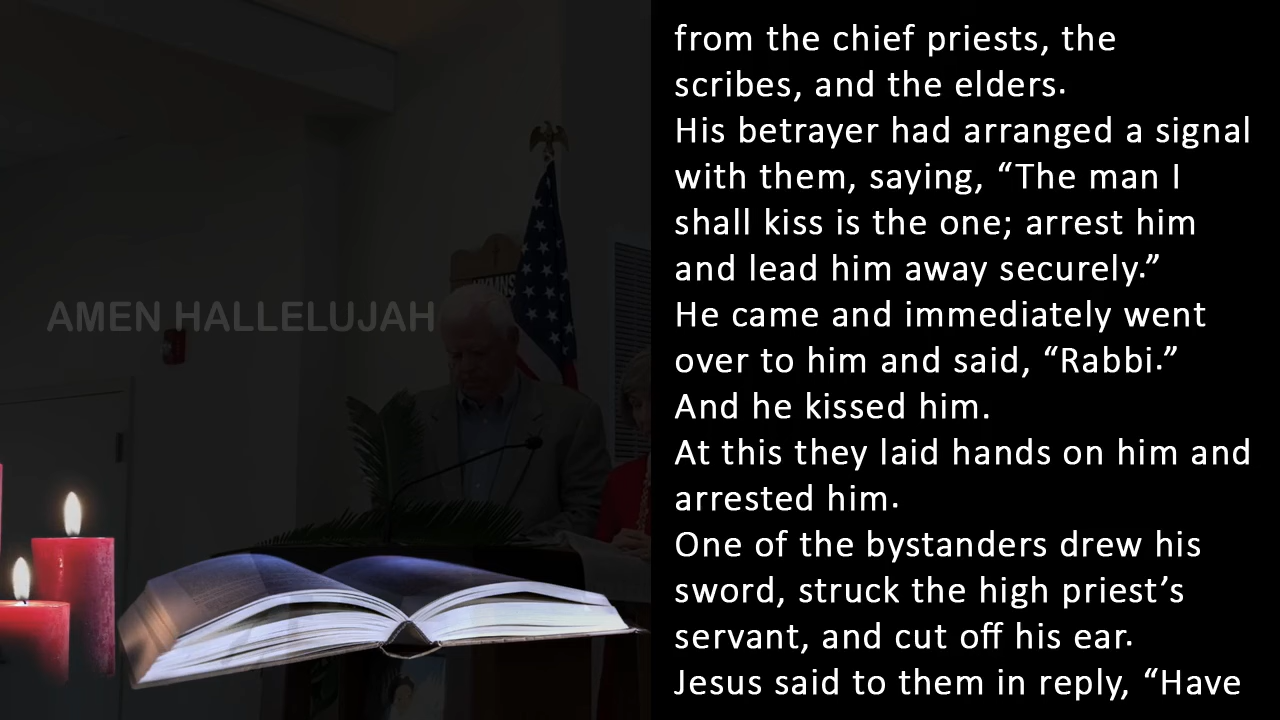 AMEN HALLELUJAH
from the chief priests, the
scribes, and the elders.
His betrayer had arranged a signal
with them, saying, “The man I
shall kiss is the one; arrest him
and lead him away securely.”
He came and immediately went
over to him and said, “Rabbi.”
And he kissed him.
At this they laid hands on him and
arrested him.
One of the bystanders drew his
sword, struck the high priest’s
servant, and cut off his ear.
Jesus said to them in reply, “Have